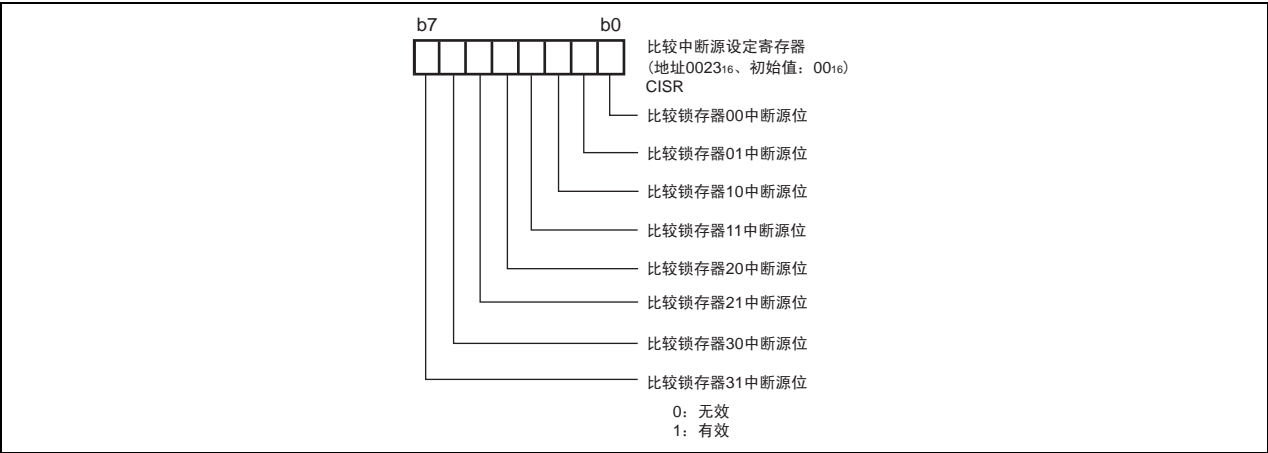 b7 b0
比较中断源设定寄存器
(地址002316、初始值：0016)
CISR
比较锁存器00中断源位
比较锁存器01中断源位
比较锁存器10中断源位
比较锁存器11中断源位
比较锁存器20中断源位
比较锁存器21中断源位
比较锁存器30中断源位
比较锁存器31中断源位
0：无效
1：有效